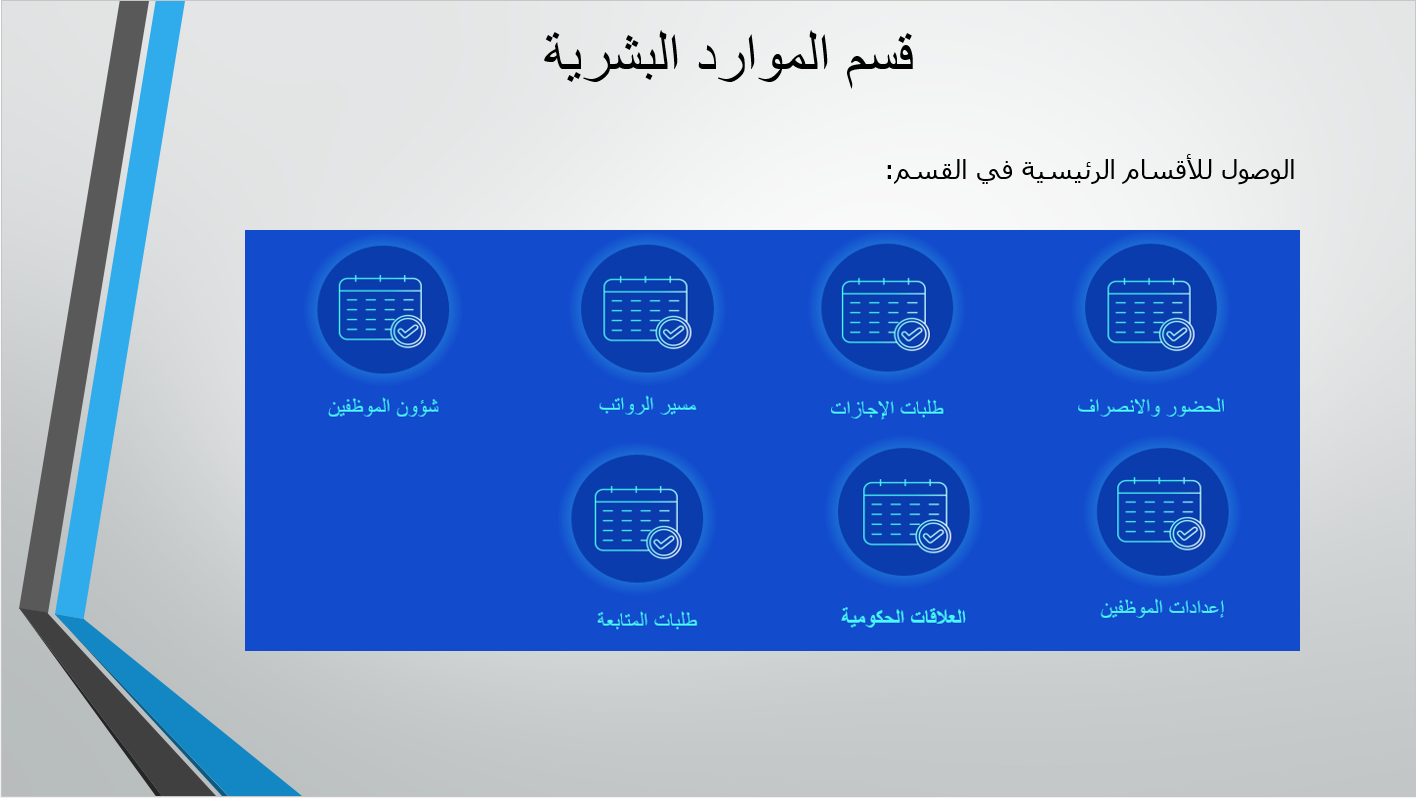 قسم الموارد البشرية
الوصول للأقسام الرئيسية في القسم:
الحضور والانصراف
طلبات الإجازات
مسير الرواتب
شؤون الموظفين
إعدادات الموظفين
العلاقات الحكومية
طلبات المتابعة